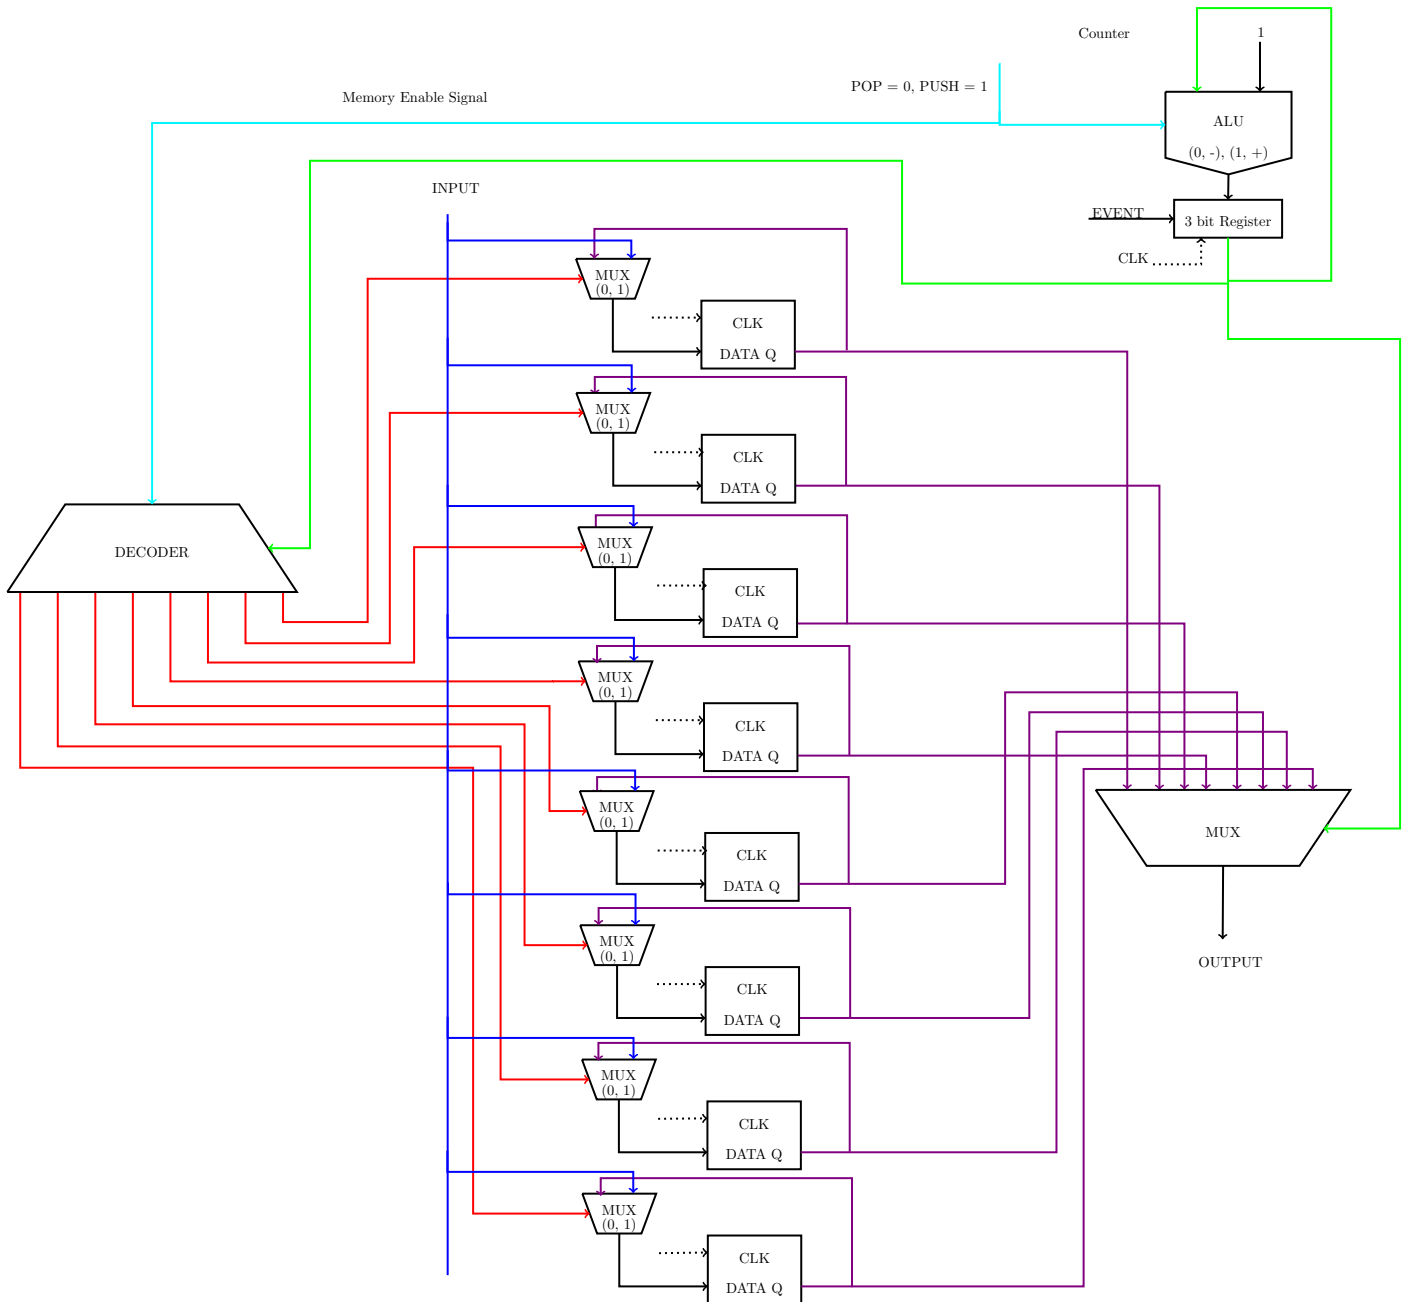 Counter
1
POP = 0, PUSH = 1
Memory Enable Signal
ALU
(0, -), (1, +)
INPUT
EVENT
3 bit Register
CLK
MUX
(0, 1)
CLK
DATA Q
MUX
(0, 1)
CLK
DATA Q
DECODER
MUX
(0, 1)
CLK
DATA Q
MUX
(0, 1)
CLK
DATA Q
MUX
(0, 1)
CLK
DATA Q
MUX
MUX
(0, 1)
CLK
DATA Q
OUTPUT
MUX
(0, 1)
CLK
DATA Q
MUX
(0, 1)
CLK
DATA Q